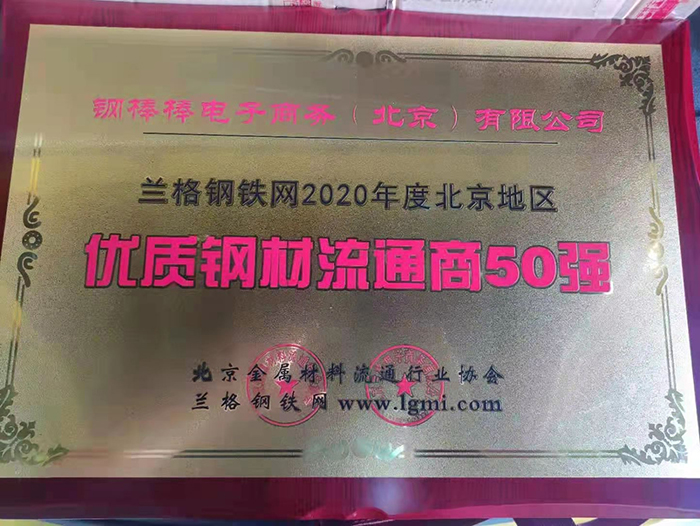 钢棒棒电子商务（北京）有限公司
兰格钢铁网2020年度北京地区
优质钢材流通商50强
北京金属材料流通行业协会
兰格钢铁网www.lgmi.com